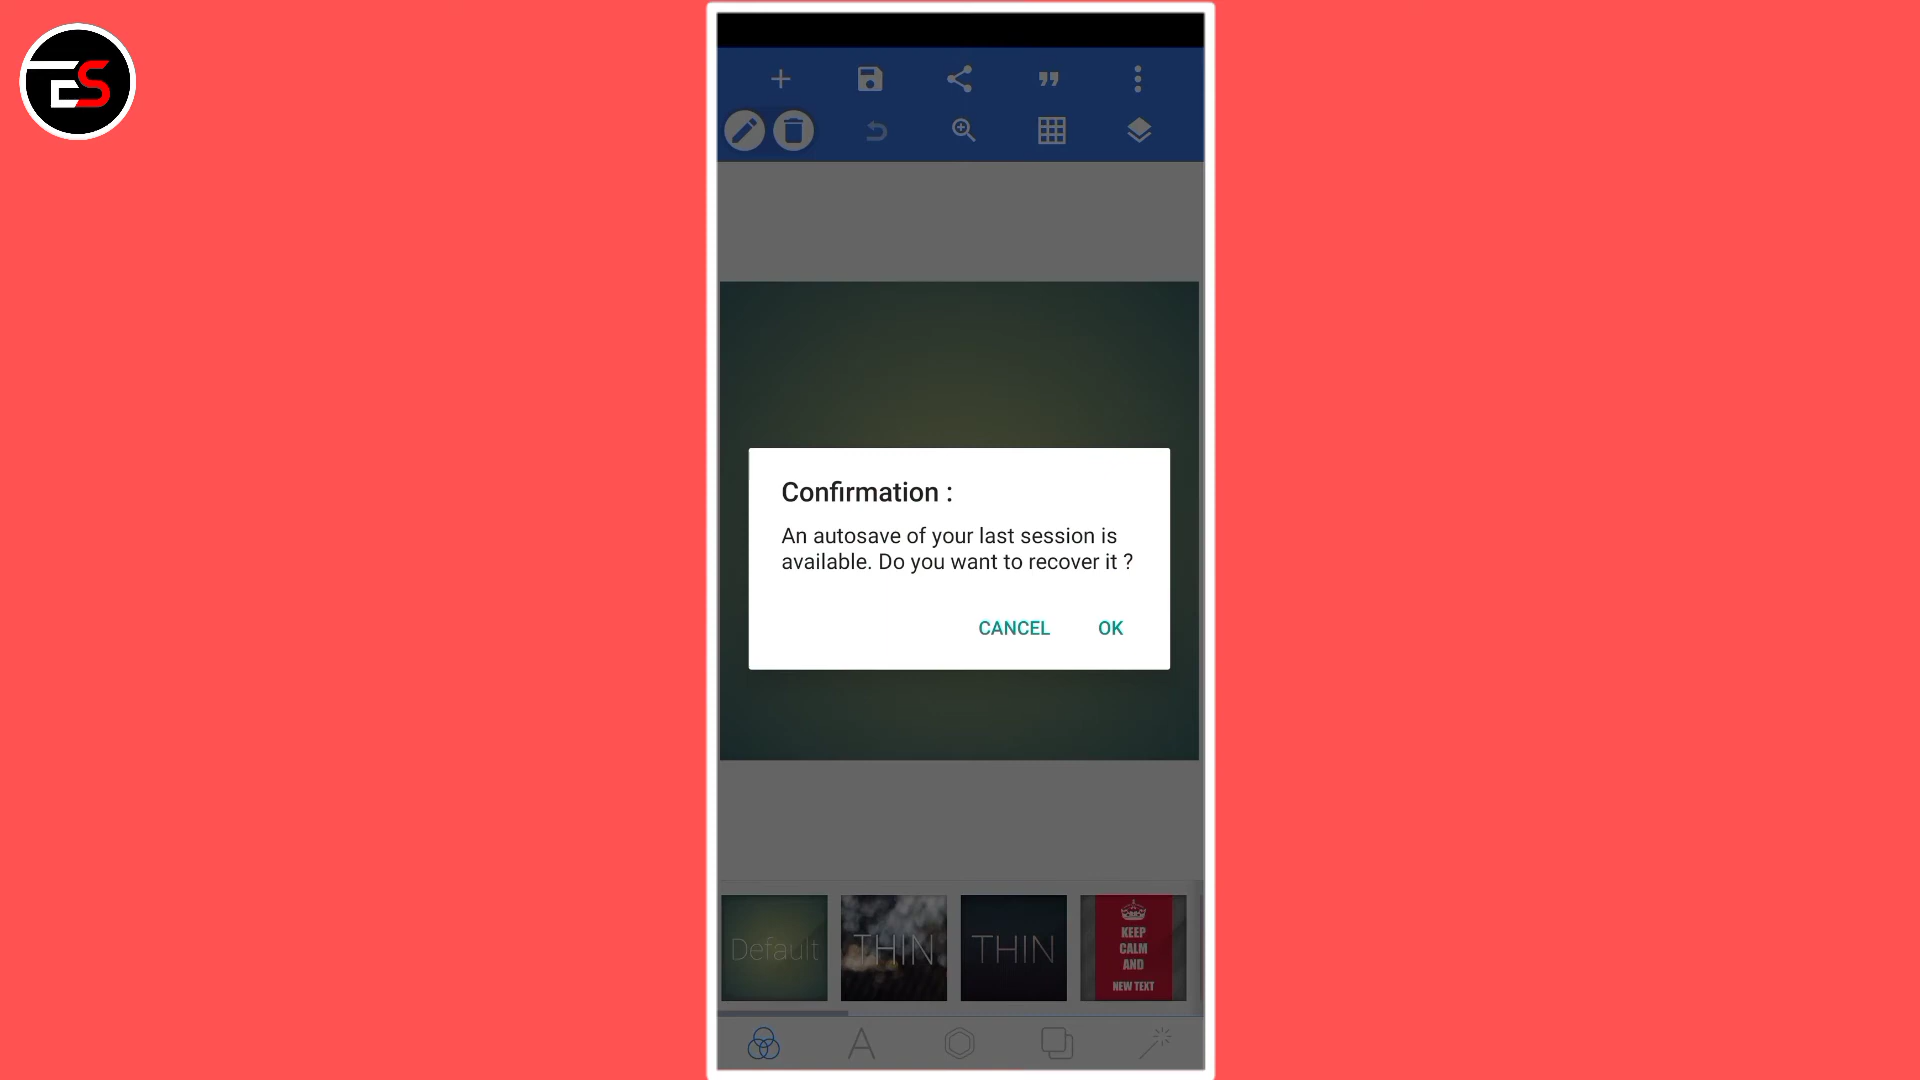 ES
Confirmation :
An autosave of your last session is
available. Do you want to recover it ?
CANCEL OK
Default
THIN
THIN
KEEP
CALM
AND
NEW TEXT
A